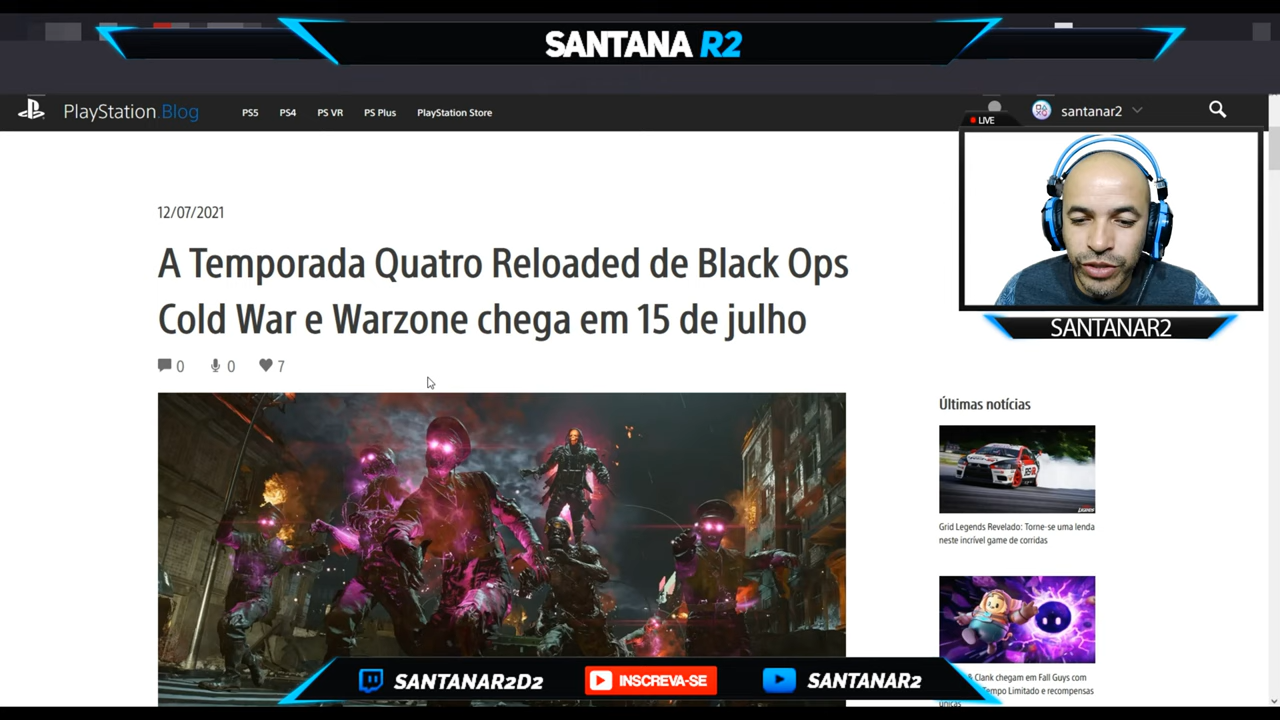 SANTANA R2
PlayStation.Blog
PS5
PS4
PS VR
PS Plus
PlayStation Store
santanar2
LIVE
12/07/2021
A Temporada Quatro Reloaded de Black Ops
Cold War e Warzone chega em 15 de julho
0
0
7
SANTANAR2
Últimas notícias
Grid Legends Revelado: Torne-se uma lenda
neste incrível game de corridas
Clank chegam em Fall Guys com
Tempo Limitado e recompensas
únicas
SANTANAR2D2
INSCREVA-SE
SANTANAR2